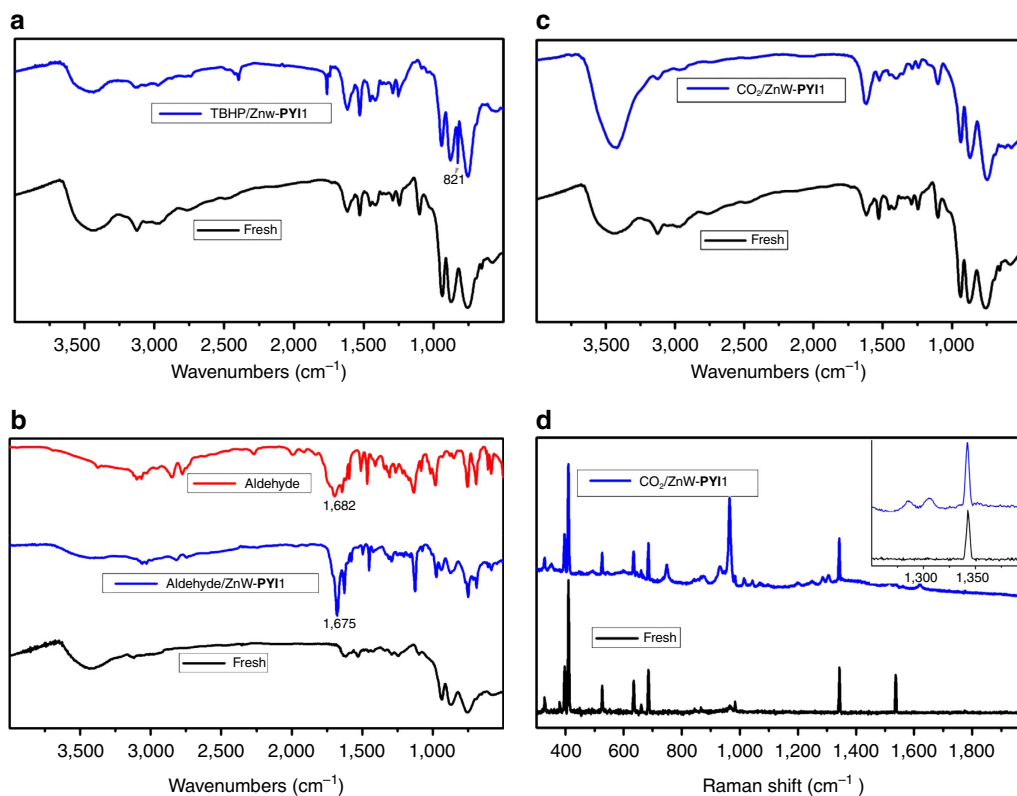 a
TBHP/Znw-PYI1
821
Fresh
3,500 3,000 2,500 2,000 1,500 1,000
Wavenumbers (cm⁻¹)
c
CO₂/ZnW-PYI1
Fresh
3,500 3,000 2,500 2,000 1,500 1,000
Wavenumbers (cm⁻¹)
b
Aldehyde
1,682
Aldehyde/ZnW-PYI1
1,675
Fresh
3,500 3,000 2,500 2,000 1,500 1,000
Wavenumbers (cm⁻¹)
d
CO₂/ZnW-PYI1
1,300 1,350
Fresh
400 600 800 1,000 1,200 1,400 1,600 1,800
Raman shift (cm⁻¹)